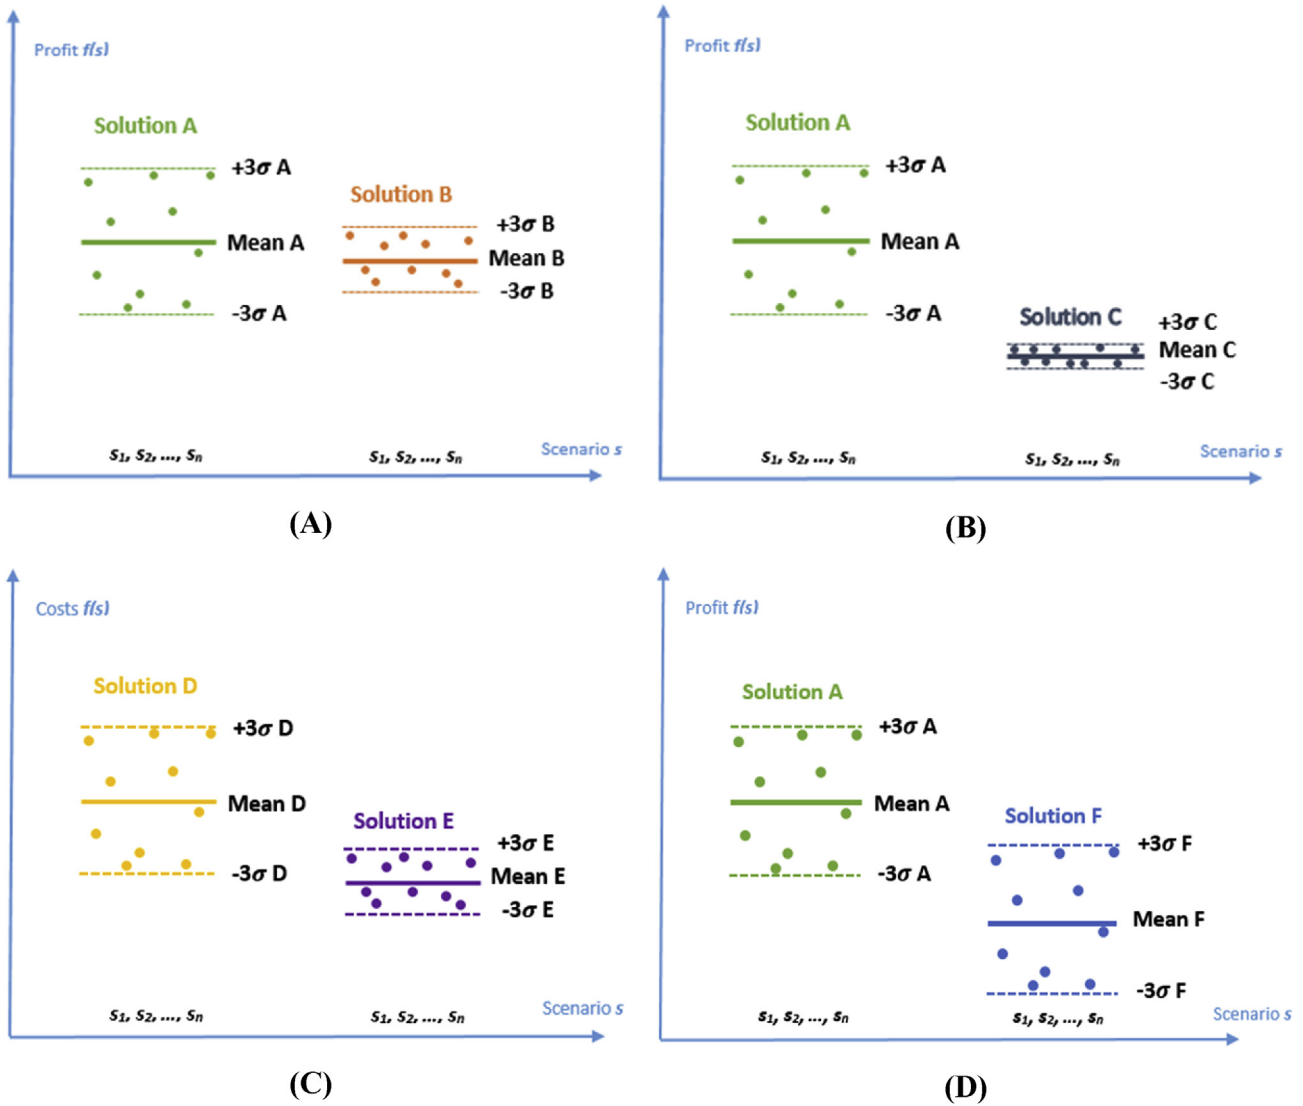 Profit f(s)
Solution A
+3σ A
Mean A
-3σ A
Solution B
+3σ B
Mean B
-3σ B
s1, s2, ..., sn
s1, s2, ..., sn
Scenario s
(A)
Profit f(s)
Solution A
+3σ A
Mean A
-3σ A
Solution C
+3σ C
Mean C
-3σ C
s1, s2, ..., sn
s1, s2, ..., sn
Scenario s
(B)
Costs f(s)
Solution D
+3σ D
Mean D
-3σ D
Solution E
+3σ E
Mean E
-3σ E
s1, s2, ..., sn
s1, s2, ..., sn
Scenario s
(C)
Profit f(s)
Solution A
+3σ A
Mean A
-3σ A
Solution F
+3σ F
Mean F
-3σ F
s1, s2, ..., sn
s1, s2, ..., sn
Scenario s
(D)